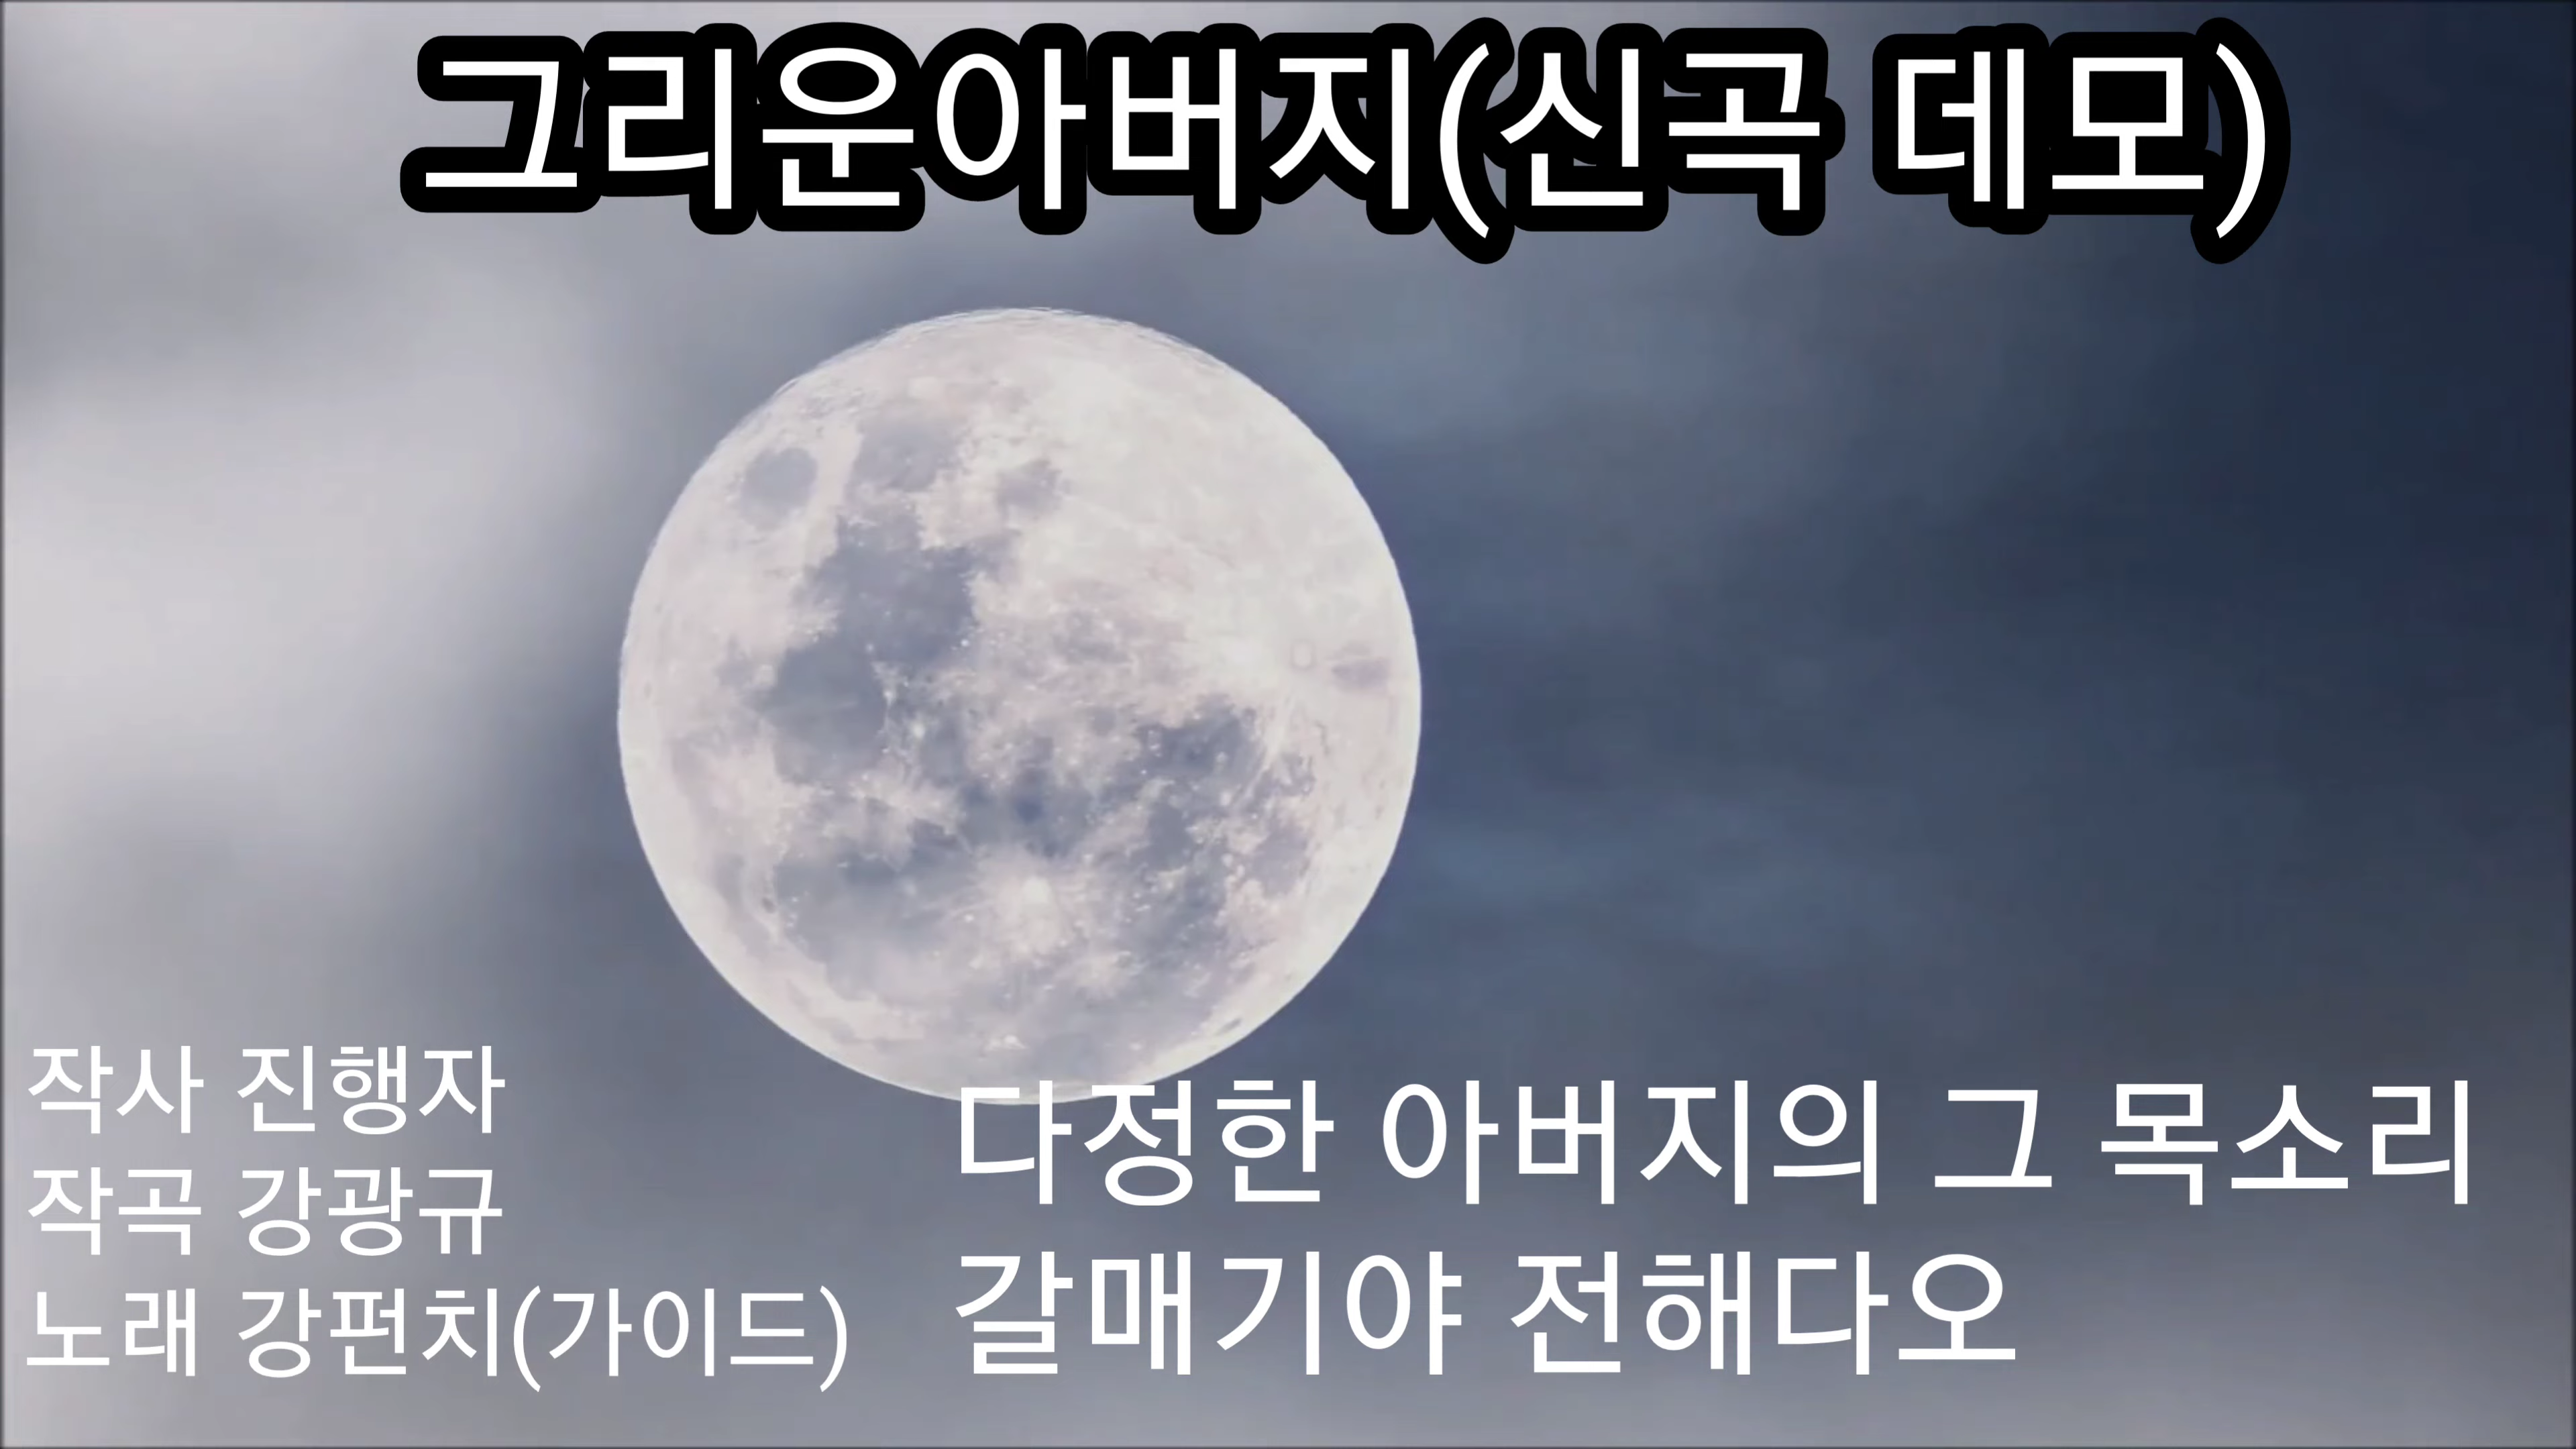 그리운아버지(신곡 데모)
작사 진행자
작곡 강광규
노래 강펀치(가이드)
다정한 아버지의 그 목소리
갈매기야 전해다오